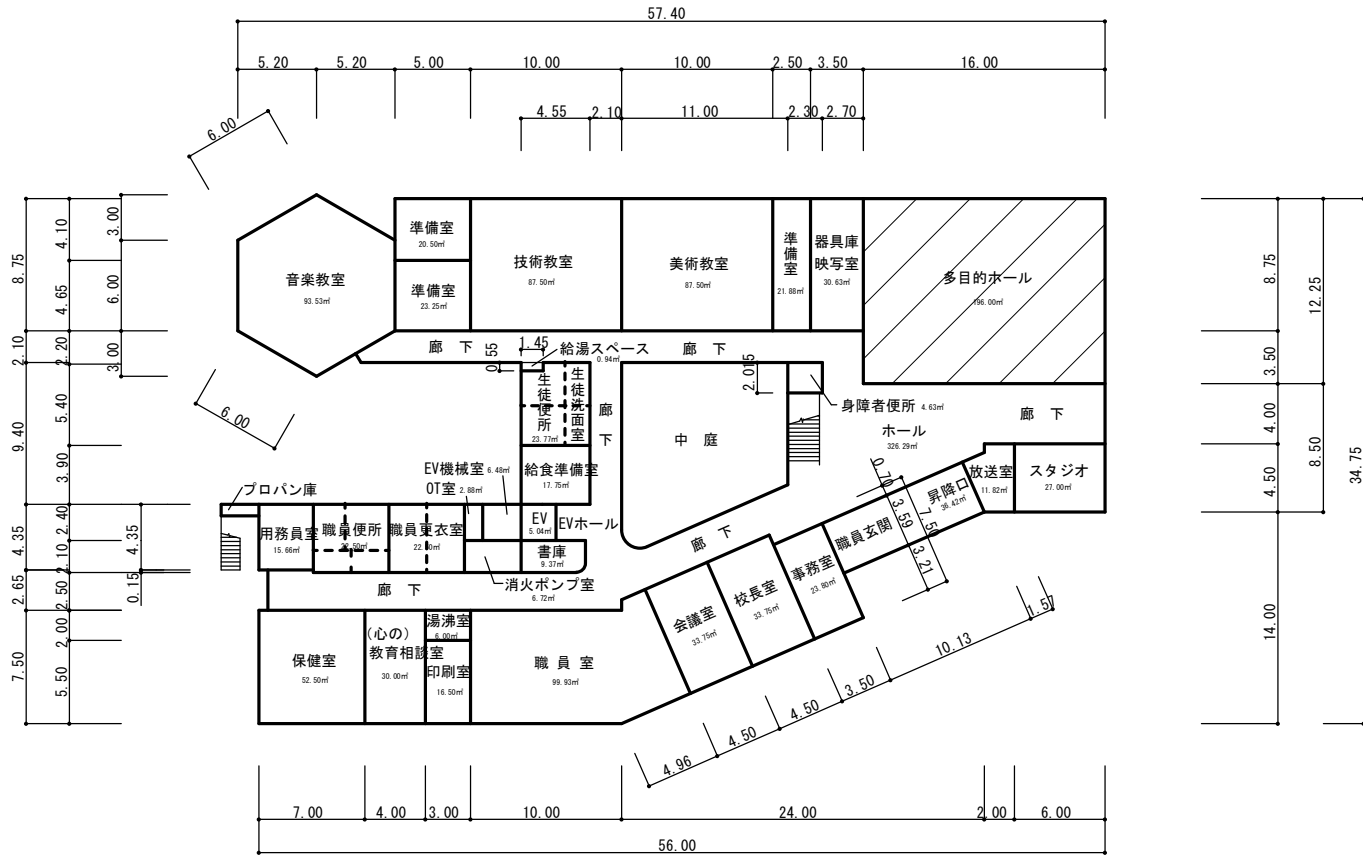 57.40
5.20 5.20 5.00 10.00 10.00 2.50 3.50 16.00
4.55 2.10 11.00 2.30 2.70
6.00
8.75 2.10 9.40 4.35 2.65 7.50
4.10 4.65 2.20 5.40 3.90 2.40 2.10 2.50 2.00 5.50
3.00 6.00 3.00
4.35 0.15
6.00
音楽教室
93.53㎡
準備室
20.50㎡
準備室
23.25㎡
技術教室
87.50㎡
美術教室
87.50㎡
準備室
21.88㎡
器具庫
映写室
30.63㎡
多目的ホール
196.00㎡
廊 下
1.45
0.55
給湯スペース
0.94㎡
廊 下
2.015
生徒便所
23.77㎡
生徒洗面室
廊下
中 庭
身障者便所 4.63㎡
ホール
326.29㎡
廊 下
給食準備室
17.75㎡
EV機械室 6.48㎡
OT室 2.88㎡
プロパン庫
用務員室
15.66㎡
職員便所
22.50㎡
職員更衣室
EV
5.04㎡
EVホール
書庫
9.37㎡
消火ポンプ室
6.72㎡
廊 下
廊 下
放送室
11.82㎡
スタジオ
27.00㎡
昇降口
職員玄関
事務室
23.80㎡
校長室
33.75㎡
会議室
33.75㎡
保健室
52.50㎡
(心の)
教育相談室
30.00㎡
湯沸室
6.00㎡
印刷室
16.50㎡
職 員 室
99.93㎡
0.70 3.59 3.21
7.50
4.96 4.50 4.50 3.50 10.13 1.57
8.75 3.50 4.00 4.50 14.00
12.25 8.50
34.75
7.00 4.00 3.00 10.00 24.00 2.00 6.00
56.00